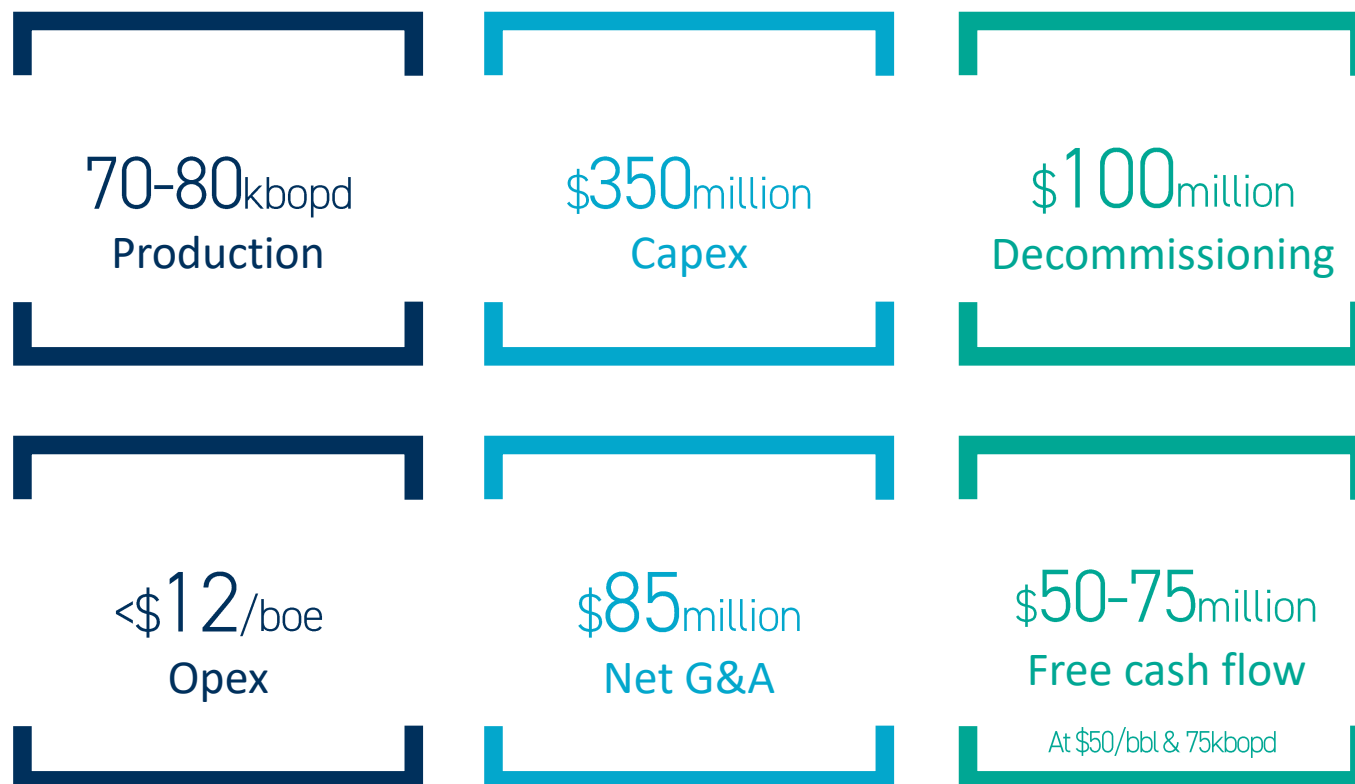 70-80kbopd
Production
$350million
Capex
$100million
Decommissioning
<$12/boe
Opex
$85million
Net G&A
$50-75million
Free cash flow
At $50/bbl & 75kbopd